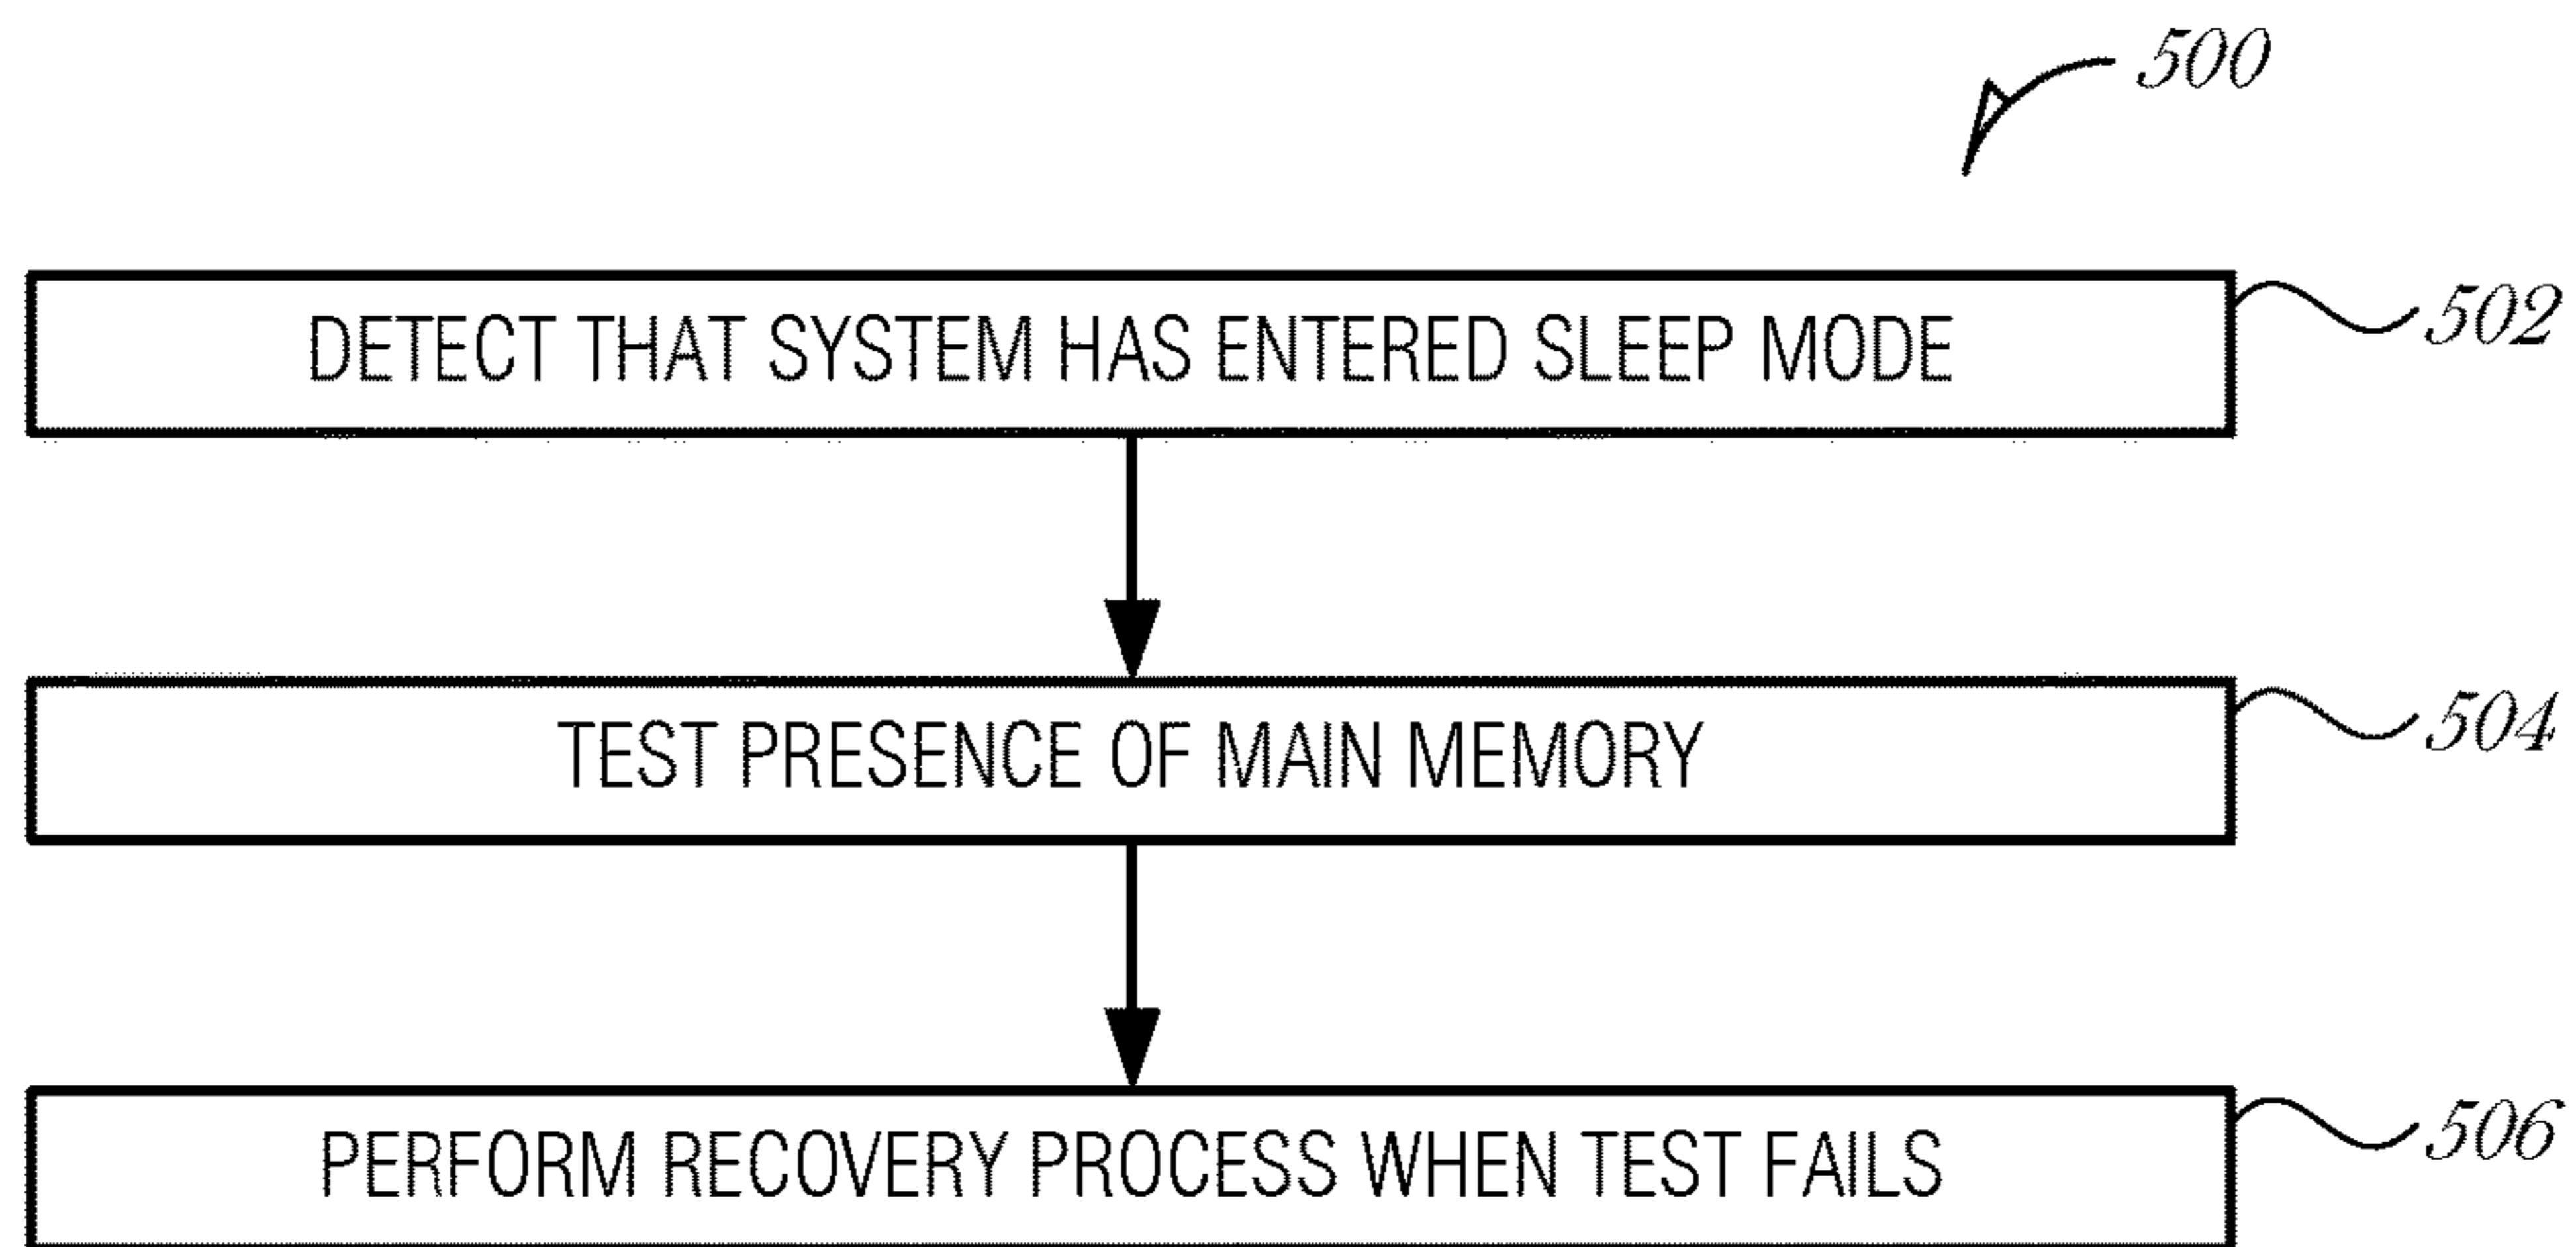 500
DETECT THAT SYSTEM HAS ENTERED SLEEP MODE
502
TEST PRESENCE OF MAIN MEMORY
504
PERFORM RECOVERY PROCESS WHEN TEST FAILS
506